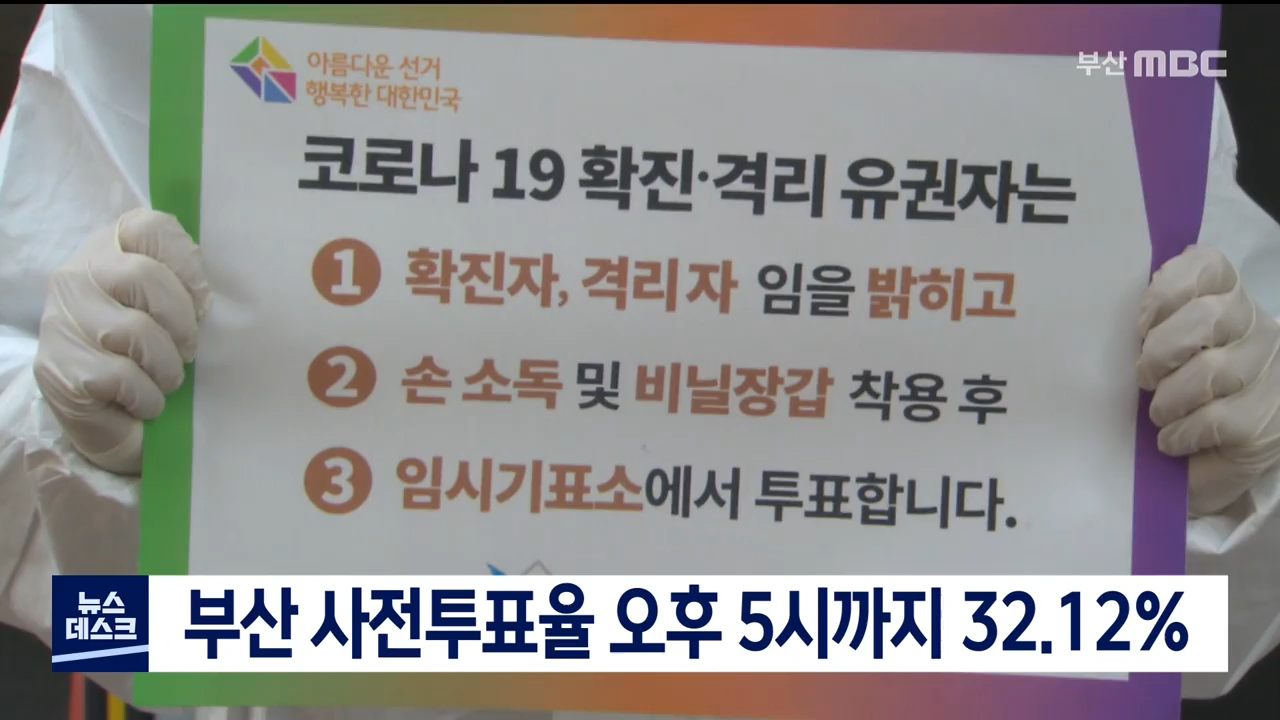 아름다운 선거
행복한 대한민국
부산 MBC
코로나 19 확진·격리 유권자는
1 확진자, 격리자 임을 밝히고
2 손 소독 및 비닐장갑 착용 후
3 임시기표소에서 투표합니다.
뉴스
데스크
부산 사전투표율 오후 5시까지 32.12%